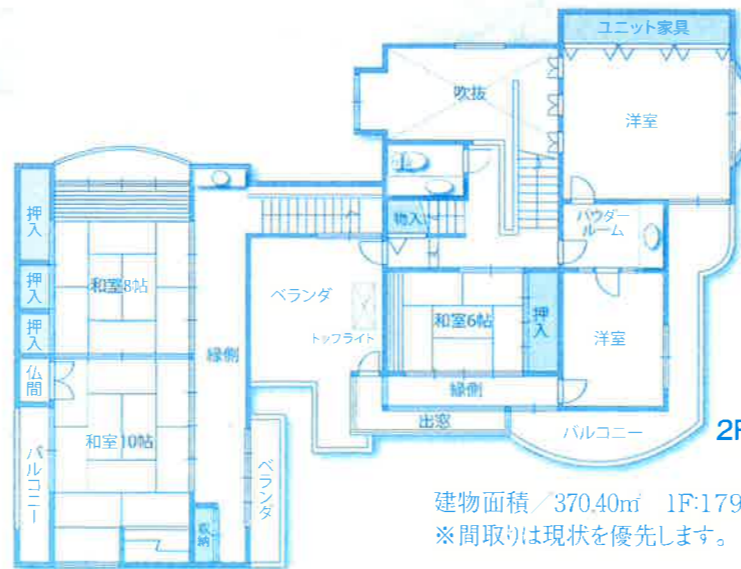 ユニット家具
吹抜
洋室
押入
物入
パウダー
ルーム
和室8帖
ベランダ
押入
和室6帖
押入
洋室
トップライト
押入
縁側
仏間
縁側
出窓
和室10帖
バルコニー
バルコニー
ベランダ
収納
2F
建物面積／370.40㎡ 1F:179
※間取りは現状を優先します。